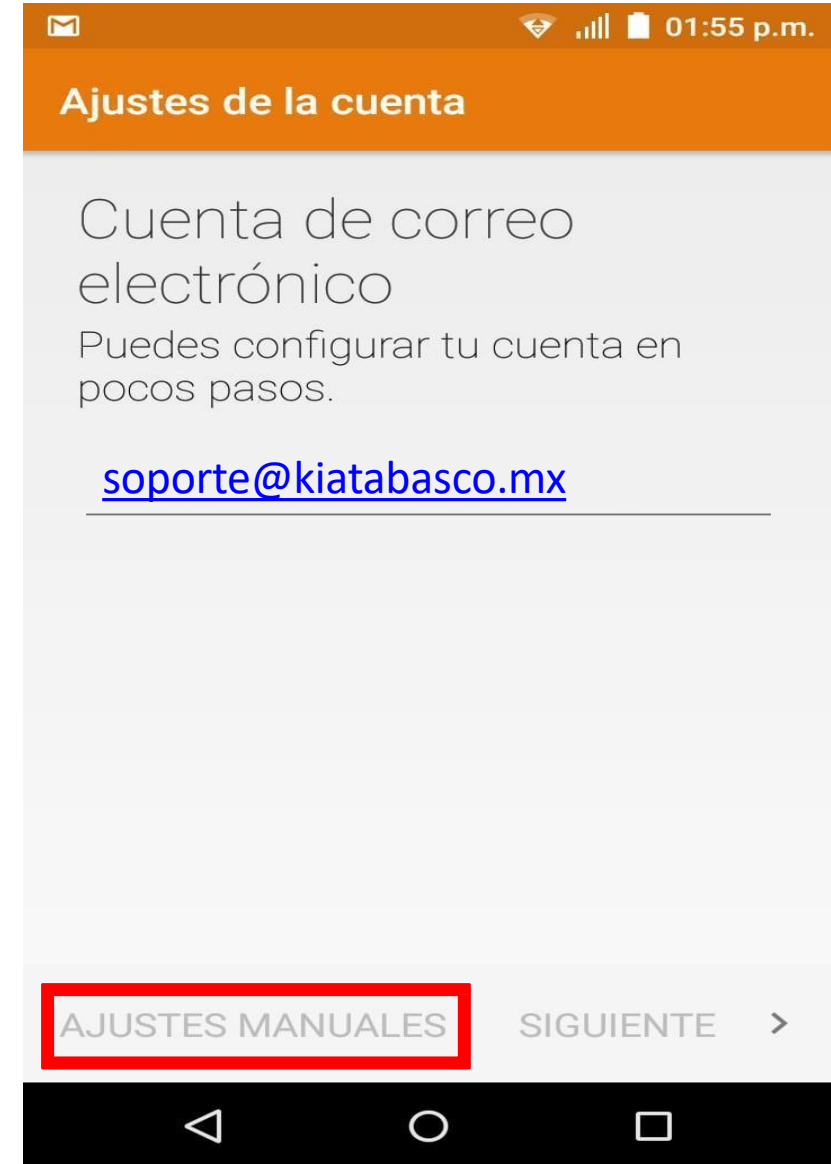 01:55 p.m.
Ajustes de la cuenta
Cuenta de correo
electrónico
Puedes configurar tu cuenta en
pocos pasos.
soporte@kiatabasco.mx
AJUSTES MANUALES SIGUIENTE >